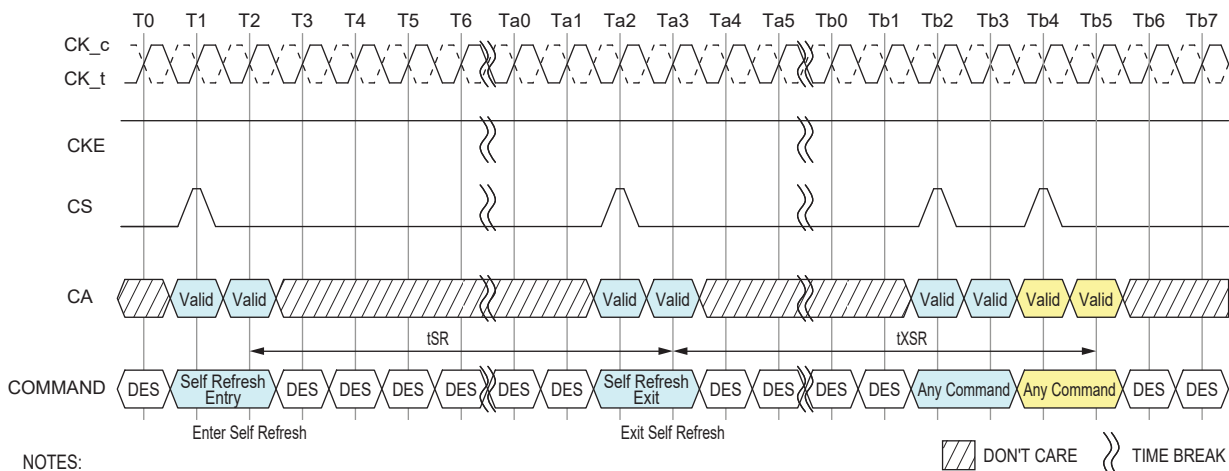 T0 T1 T2 T3 T4 T5 T6 Ta0 Ta1 Ta2 Ta3 Ta4 Ta5 Tb0 Tb1 Tb2 Tb3 Tb4 Tb5 Tb6 Tb7
CK_c
CK_t
CKE
CS
CA Valid Valid Valid Valid Valid Valid Valid Valid
tSR tXSR
COMMAND DES Self Refresh Entry DES DES DES DES DES DES Self Refresh Exit DES DES DES DES Any Command Any Command DES DES
Enter Self Refresh Exit Self Refresh
NOTES: DON'T CARE TIME BREAK